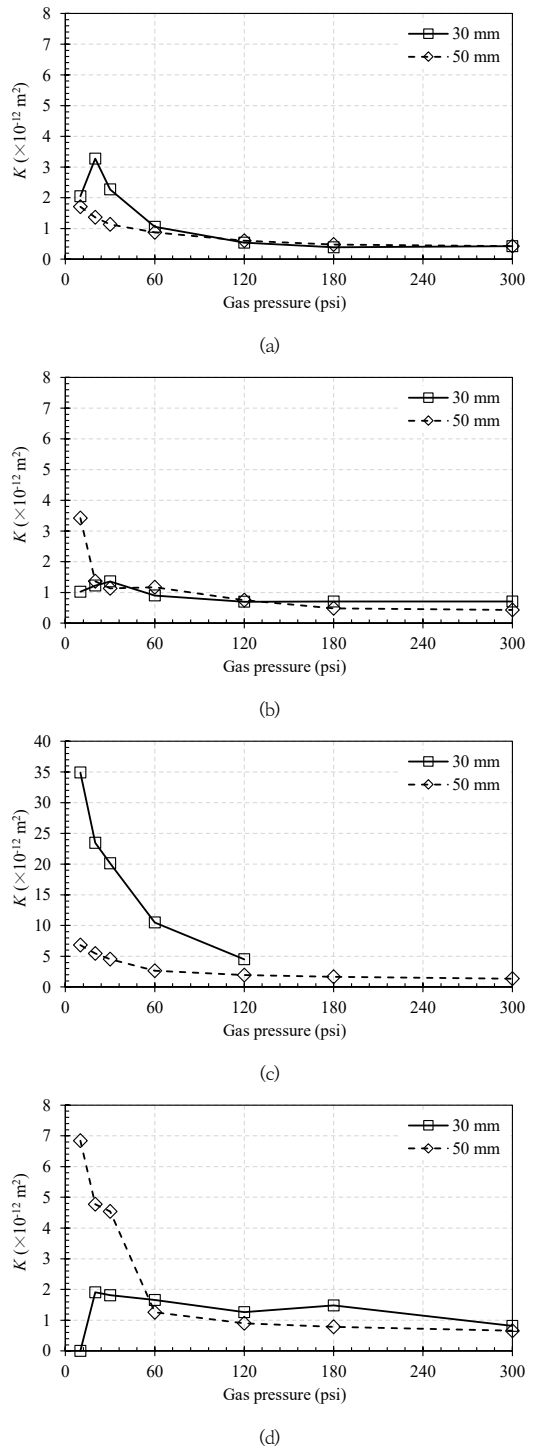 8
7
6
5
4
3
2
1
0
K (×10⁻¹² m²)
30 mm
50 mm
0 60 120 180 240 300
Gas pressure (psi)
(a)
8
7
6
5
4
3
2
1
0
K (×10⁻¹² m²)
30 mm
50 mm
0 60 120 180 240 300
Gas pressure (psi)
(b)
40
35
30
25
20
15
10
5
0
K (×10⁻¹² m²)
30 mm
50 mm
0 60 120 180 240 300
Gas pressure (psi)
(c)
8
7
6
5
4
3
2
1
0
K (×10⁻¹² m²)
30 mm
50 mm
0 60 120 180 240 300
Gas pressure (psi)
(d)